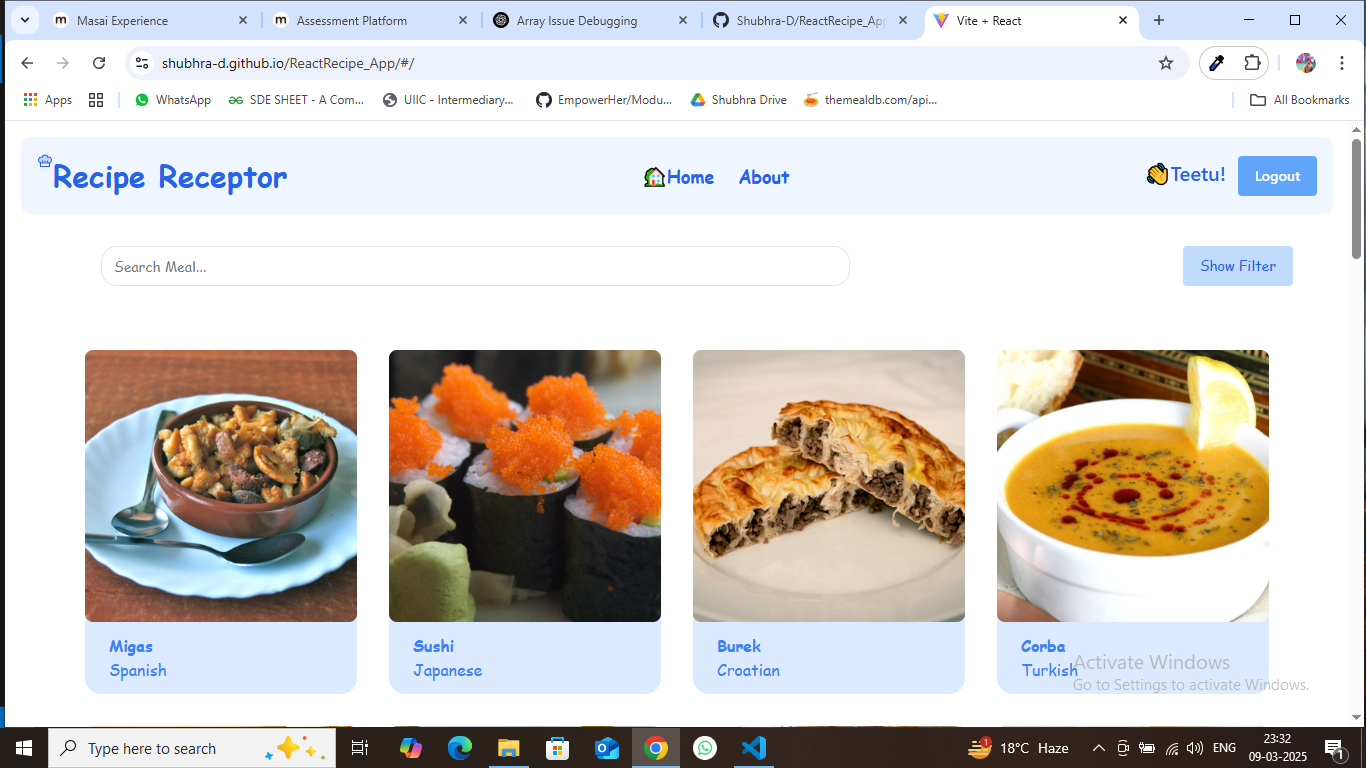 Masai Experience
Assessment Platform
Array Issue Debugging
Shubhra-D/ReactRecipe_Ap
Vite + React
shubhra-d.github.io/ReactRecipe_App/#/
Apps
WhatsApp
SDE SHEET - A Com...
UIIC - Intermediary...
EmpowerHer/Modu...
Shubhra Drive
themealdb.com/api...
All Bookmarks
Recipe Receptor
Home
About
Teetu!
Logout
Search Meal...
Show Filter
Migas
Spanish
Sushi
Japanese
Burek
Croatian
Corba
Turkish
Activate Windows
Go to Settings to activate Windows.
Type here to search
1
18°C Haze
ENG
23:32
09-03-2025
1